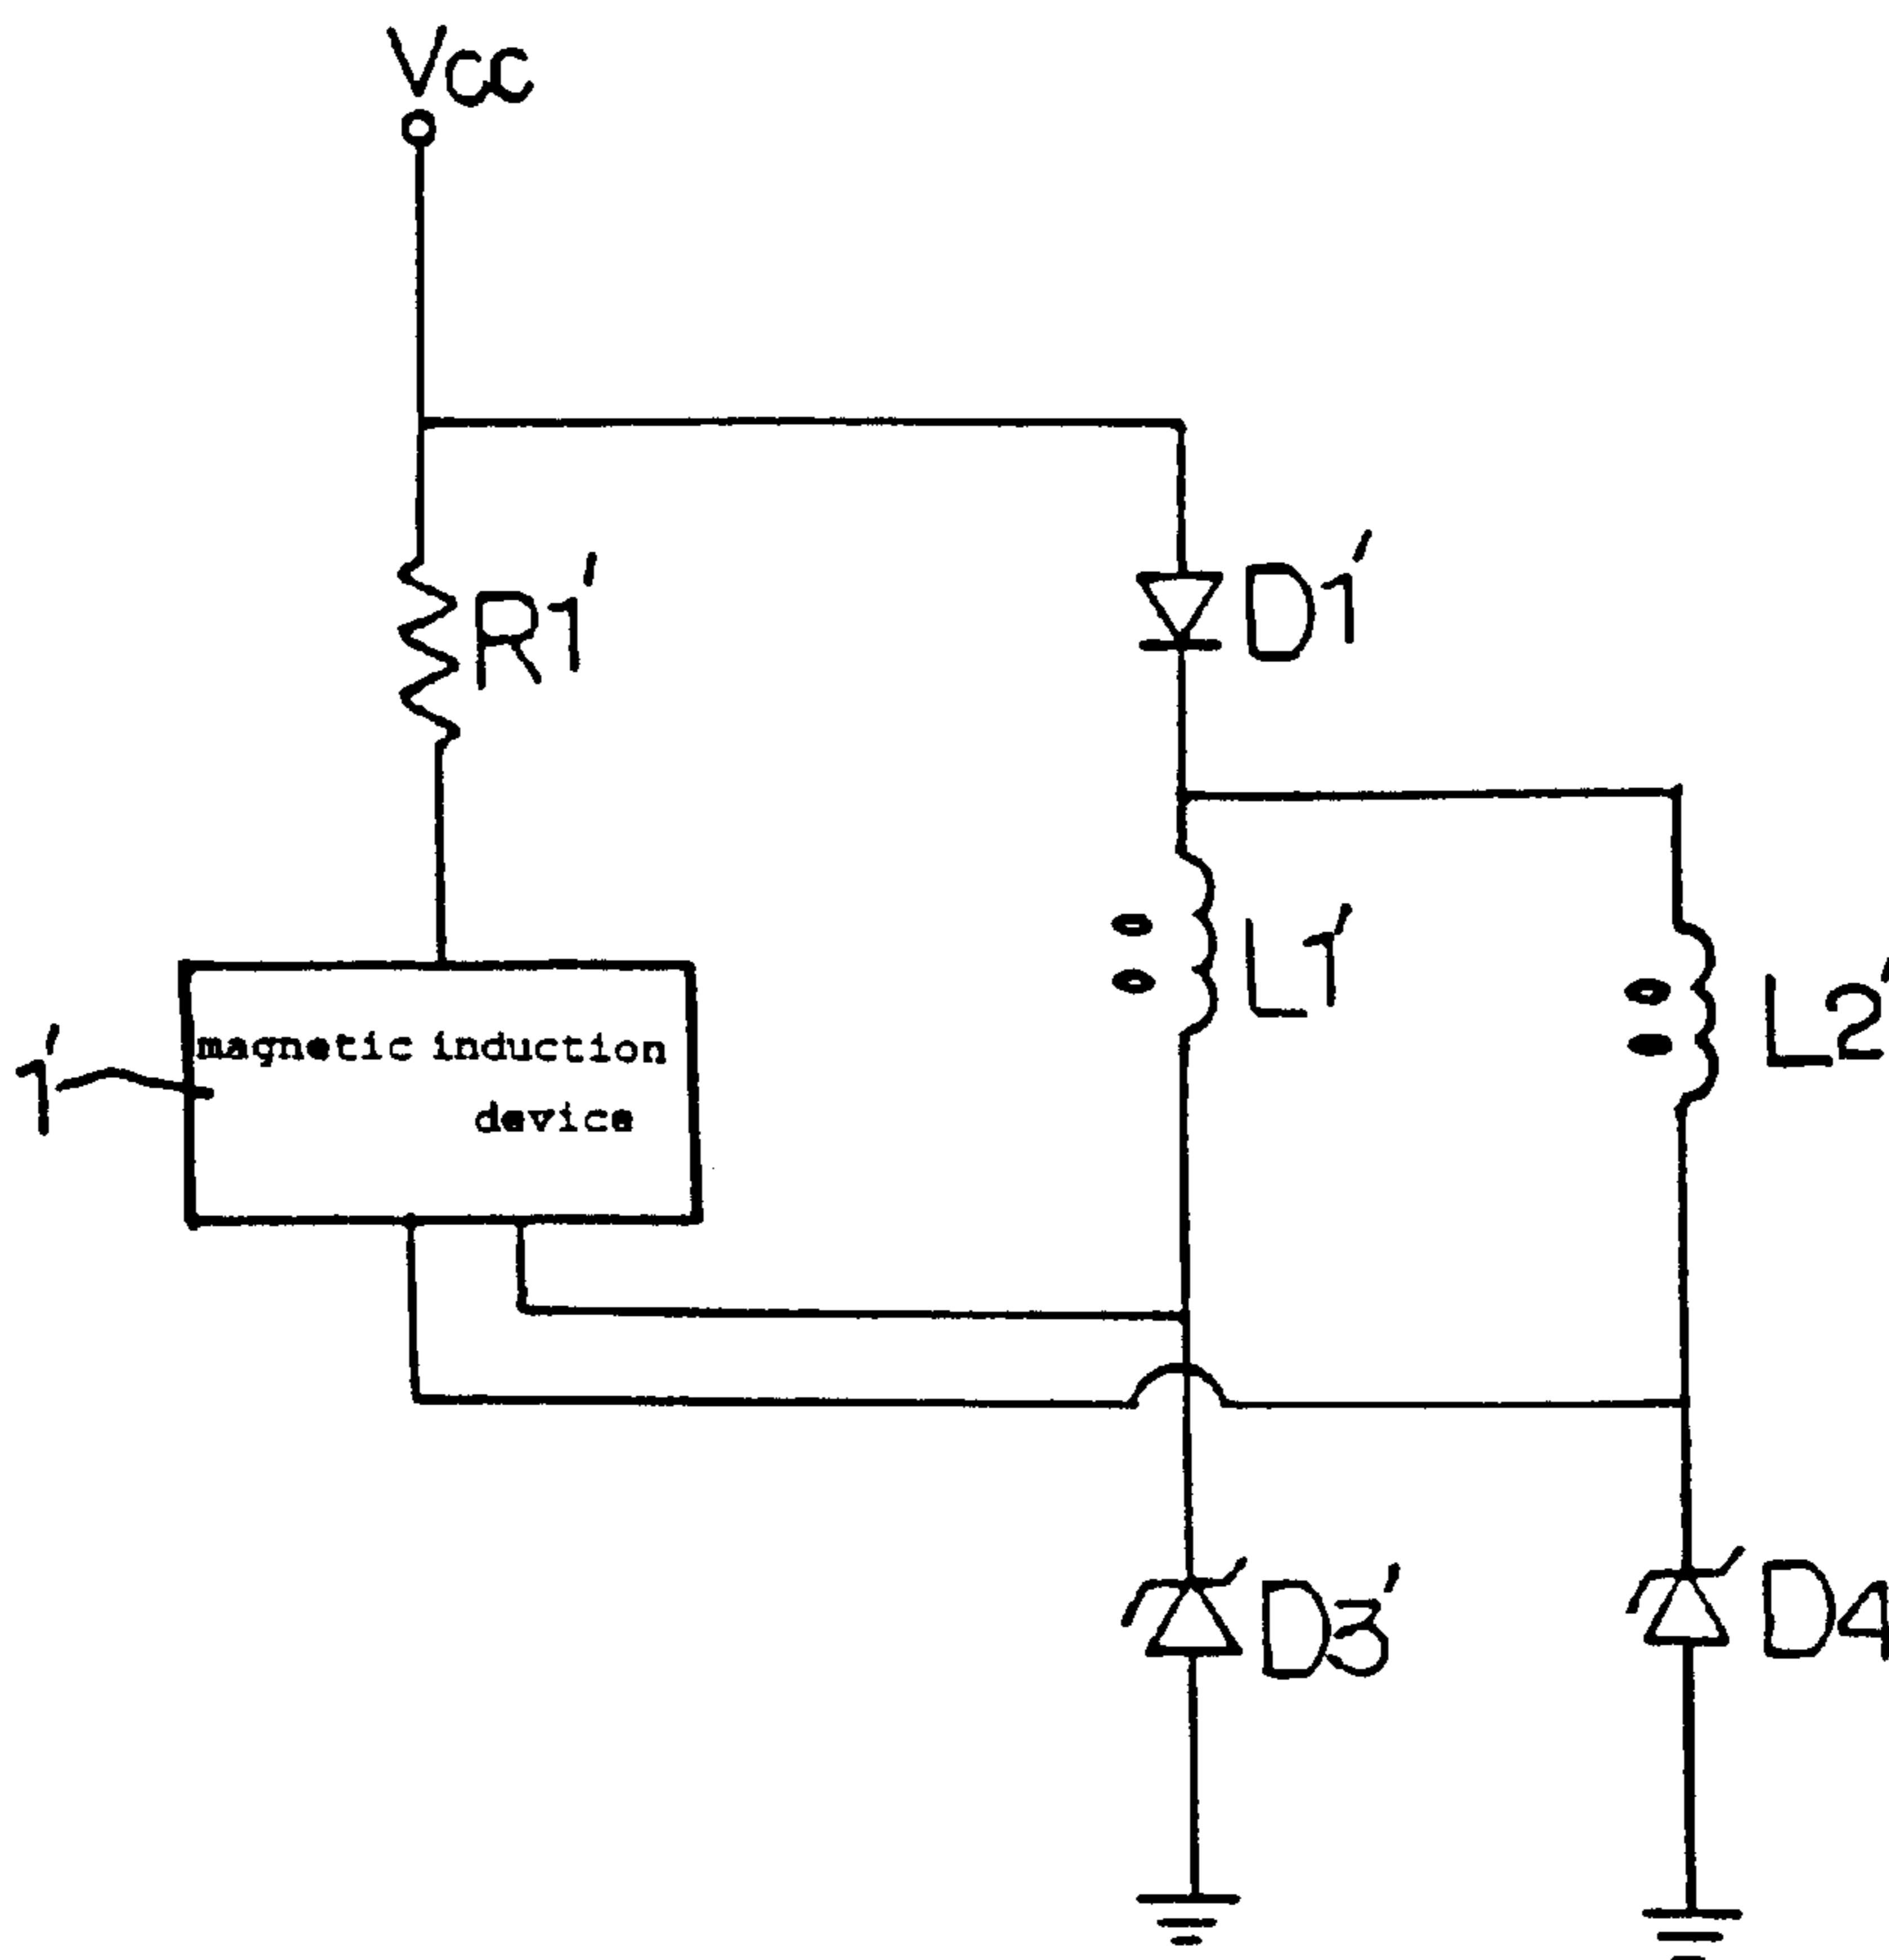 Vcc
R1'
D1'
L1'
L2'
magnetic induction
device
1'
D3'
D4